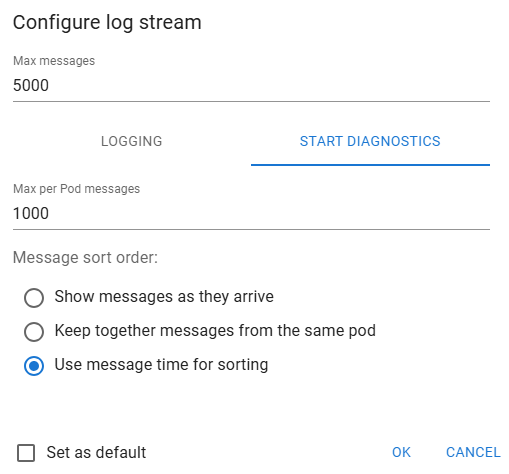 Configure log stream
Max messages
5000
LOGGING START DIAGNOSTICS
Max per Pod messages
1000
Message sort order:
Show messages as they arrive
Keep together messages from the same pod
Use message time for sorting
Set as default OK CANCEL